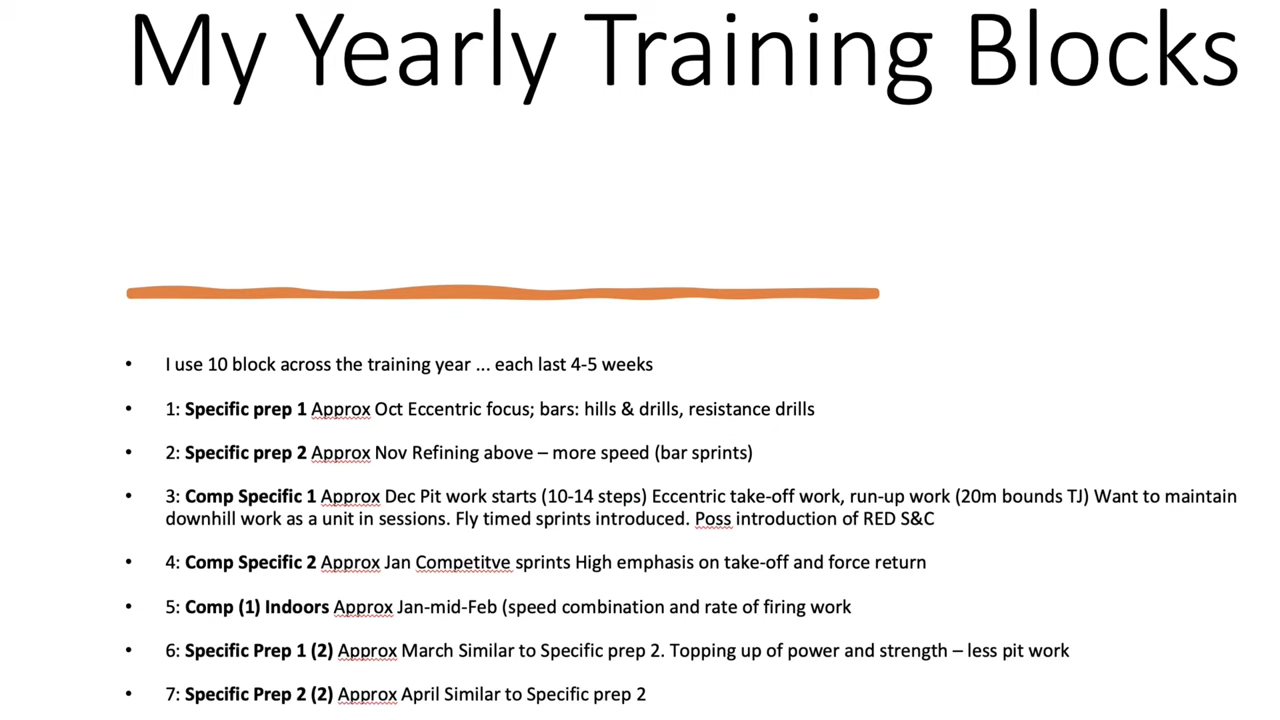 My Yearly Training Blocks
• I use 10 block across the training year ... each last 4-5 weeks
• 1: Specific prep 1 Approx Oct Eccentric focus; bars: hills & drills, resistance drills
• 2: Specific prep 2 Approx Nov Refining above – more speed (bar sprints)
• 3: Comp Specific 1 Approx Dec Pit work starts (10-14 steps) Eccentric take-off work, run-up work (20m bounds TJ) Want to maintain
downhill work as a unit in sessions. Fly timed sprints introduced. Poss introduction of RED S&C
• 4: Comp Specific 2 Approx Jan Competitve sprints High emphasis on take-off and force return
• 5: Comp (1) Indoors Approx Jan-mid-Feb (speed combination and rate of firing work
• 6: Specific Prep 1 (2) Approx March Similar to Specific prep 2. Topping up of power and strength – less pit work
• 7: Specific Prep 2 (2) Approx April Similar to Specific prep 2